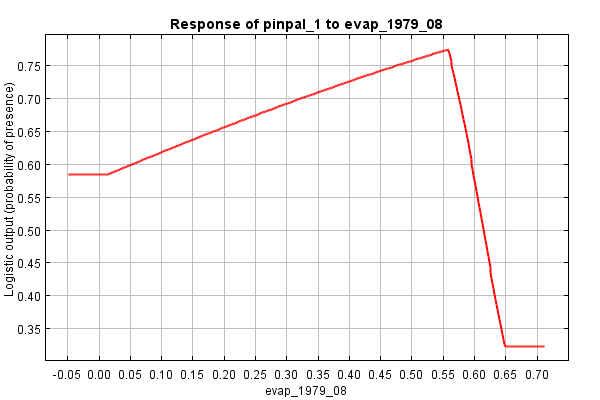 Response of pinpal_1 to evap_1979_08
Logistic output (probability of presence)
0.75
0.70
0.65
0.60
0.55
0.50
0.45
0.40
0.35
-0.05 0.00 0.05 0.10 0.15 0.20 0.25 0.30 0.35 0.40 0.45 0.50 0.55 0.60 0.65 0.70
evap_1979_08